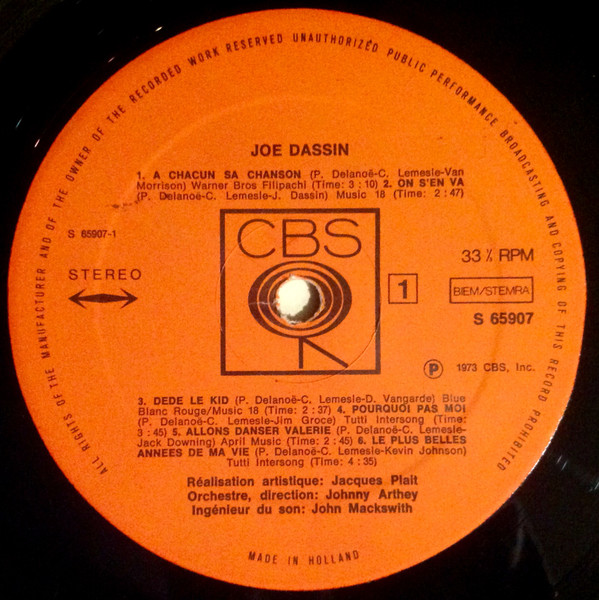 ALL RIGHTS OF THE MANUFACTURER AND OF THE OWNER OF THE RECORDED WORK RESERVED UNAUTHORIZED PUBLIC PERFORMANCE BROADCASTING AND COPYING OF THIS RECORD PROHIBITED
JOE DASSIN
1. A CHACUN SA CHANSON (P. Delanoë-C. Lemesle-Van
Morrison) Warner Bros Filipachi (Time: 3 : 10) 2. ON S'EN VA
(P. Delanoë-C. Lemesle-J. Dassin) Music 18 (Time: 2 : 47)
S 65907-1
STEREO
CBS
1
33⅓ RPM
BIEM/STEMRA
S 65907
℗ 1973 CBS, Inc.
3. DEDE LE KID (P. Delanoë-C. Lemesle-D. Vangarde) Blue
Blanc Rouge/Music 18 (Time: 2 : 37) 4. POURQUOI PAS MOI
(P. Delanoë-C. Lemesle-Jim Groce) Tutti Intersong (Time:
3 : 45) 5. ALLONS DANSER VALERIE (P. Delanoë-C. Lemesle-
Jack Downing) April Music (Time: 2 : 45) 6. LE PLUS BELLES
ANNEES DE MA VIE (P. Delanoë-C. Lemesle-Kevin Johnson)
Tutti Intersong (Time: 4 : 35)
Réalisation artistique: Jacques Plait
Orchestre, direction: Johnny Arthey
Ingénieur du son: John Mackswith
MADE IN HOLLAND